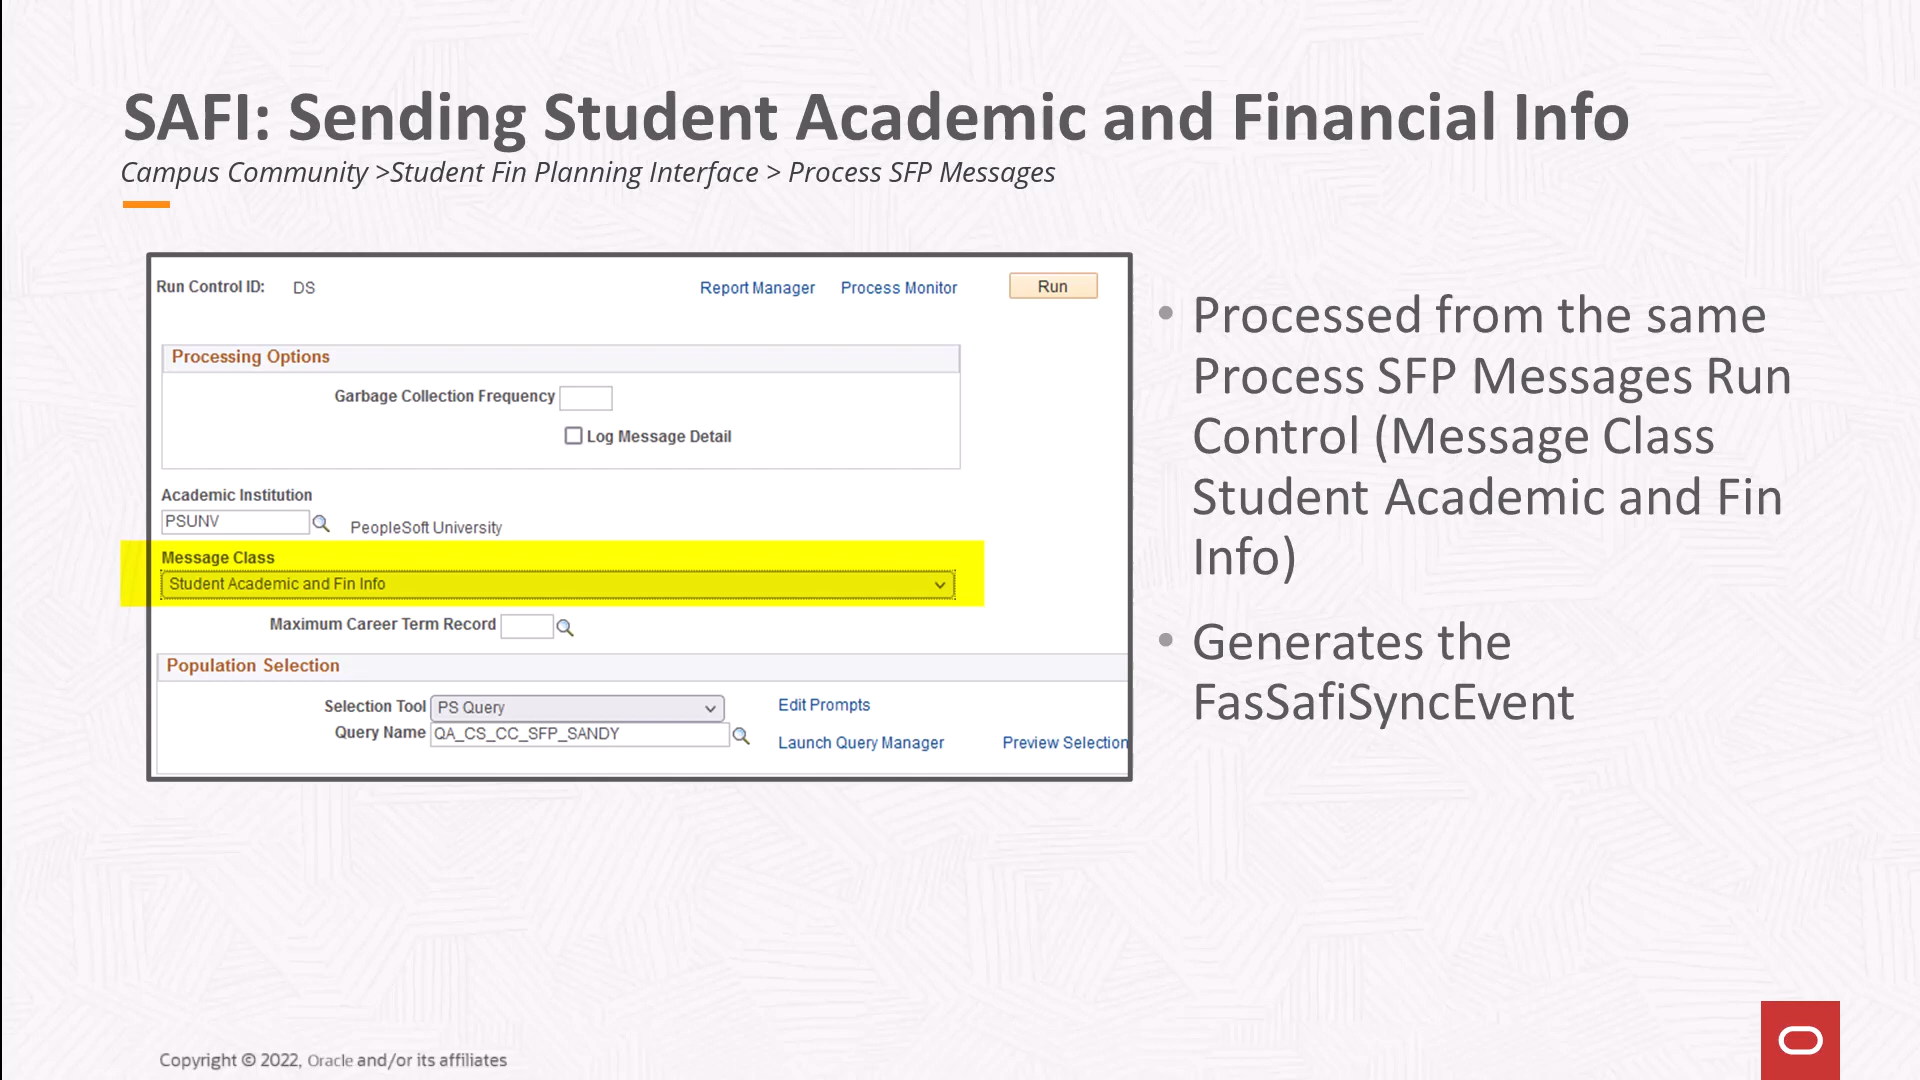 SAFI: Sending Student Academic and Financial Info
Campus Community >Student Fin Planning Interface > Process SFP Messages
Run Control ID: DS Report Manager Process Monitor Run
Processing Options
Garbage Collection Frequency
Log Message Detail
Academic Institution
PSUNV PeopleSoft University
Message Class
Student Academic and Fin Info
Maximum Career Term Record
Population Selection
Selection Tool PS Query Edit Prompts
Query Name QA_CS_CC_SFP_SANDY
Launch Query Manager Preview Selection
• Processed from the same
Process SFP Messages Run
Control (Message Class
Student Academic and Fin
Info)
• Generates the
FasSafiSyncEvent
Copyright © 2022, Oracle and/or its affiliates